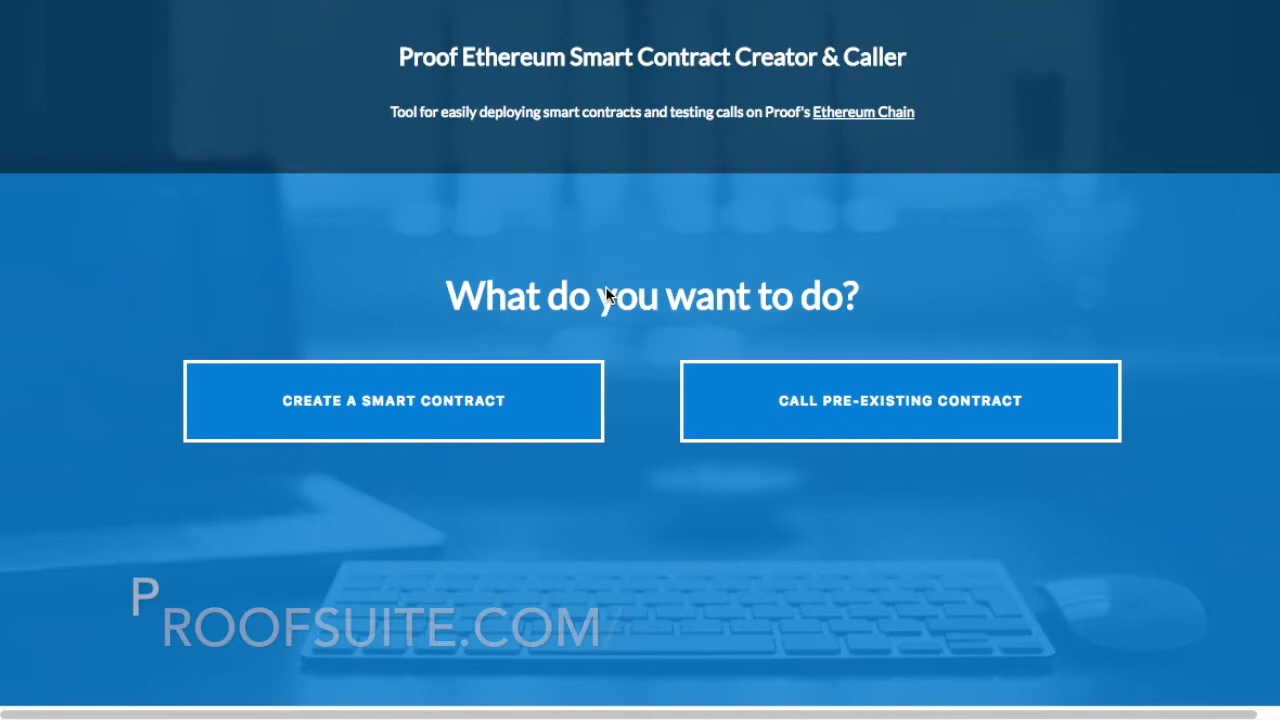 Proof Ethereum Smart Contract Creator & Caller
Tool for easily deploying smart contracts and testing calls on Proof's Ethereum Chain
What do you want to do?
CREATE A SMART CONTRACT
CALL PRE-EXISTING CONTRACT
PROOFSUITE.COM